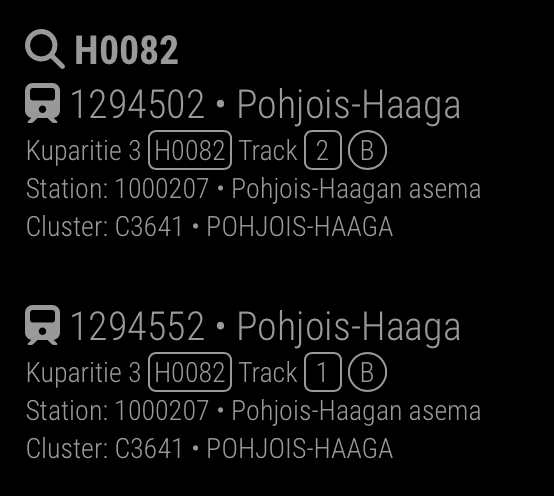 H0082
1294502 • Pohjois-Haaga
Kuparitie 3 H0082 Track 2 B
Station: 1000207 • Pohjois-Haagan asema
Cluster: C3641 • POHJOIS-HAAGA
1294552 • Pohjois-Haaga
Kuparitie 3 H0082 Track 1 B
Station: 1000207 • Pohjois-Haagan asema
Cluster: C3641 • POHJOIS-HAAGA